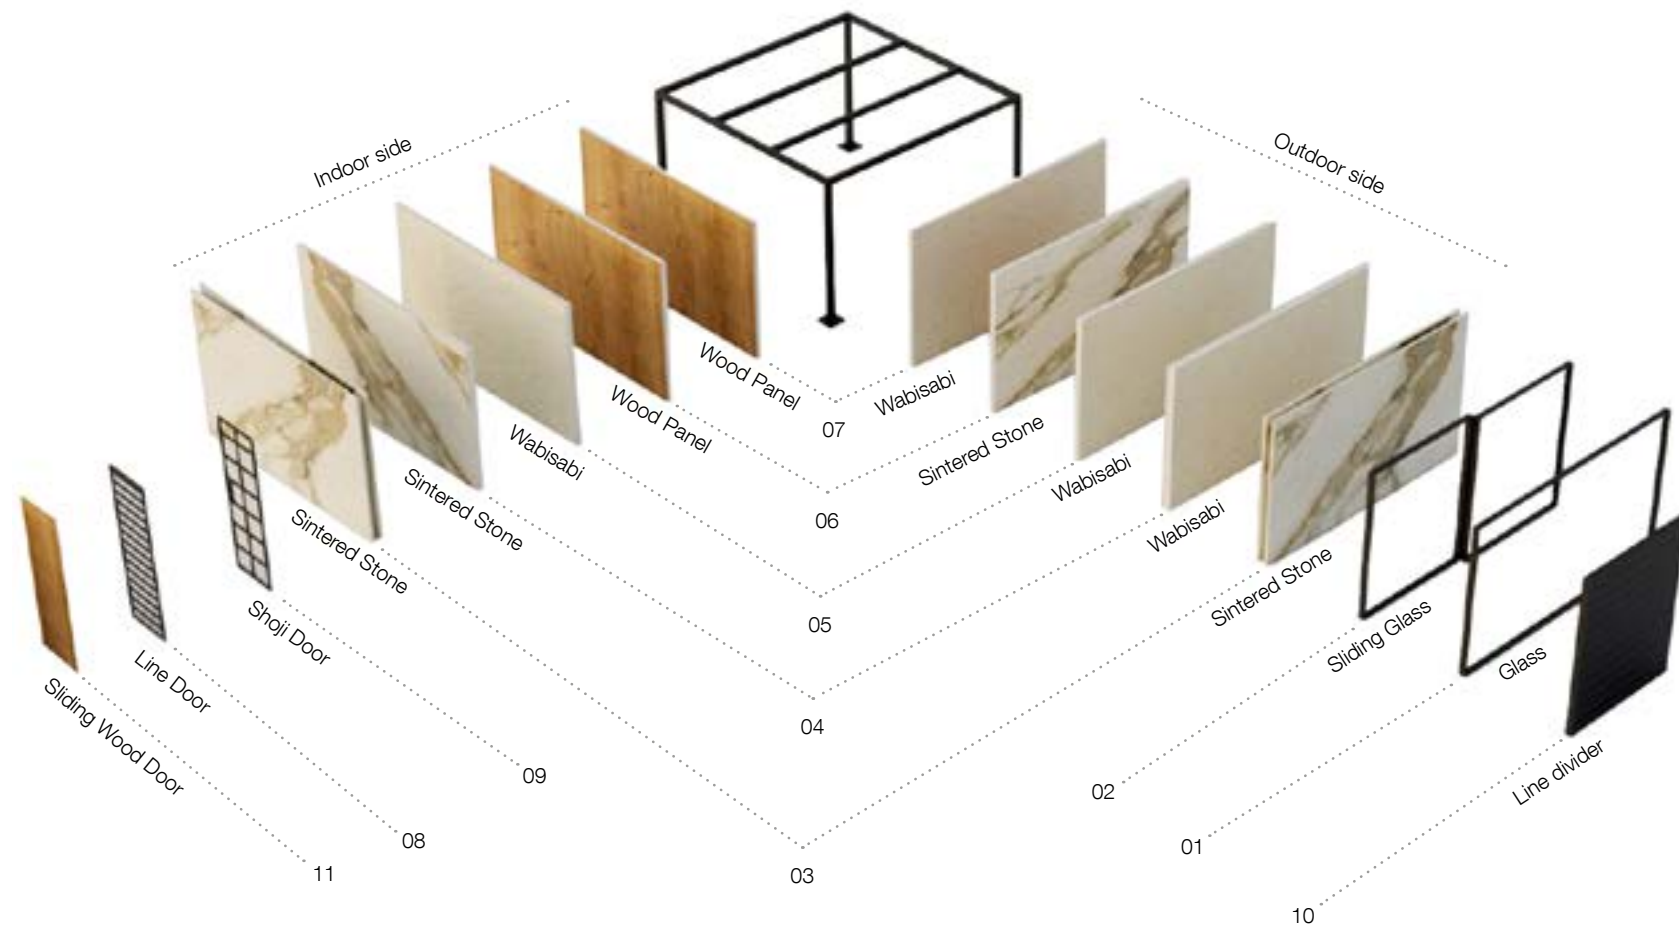 Indoor side
Outdoor side
Wood Panel
Wabisabi
07
Wood Panel
Sintered Stone
06
Wabisabi
Wabisabi
05
Sintered Stone
Wabisabi
04
Sintered Stone
Sintered Stone
03
Shoji Door
09
Sliding Glass
02
Line Door
08
Glass
01
Sliding Wood Door
11
Line divider
10